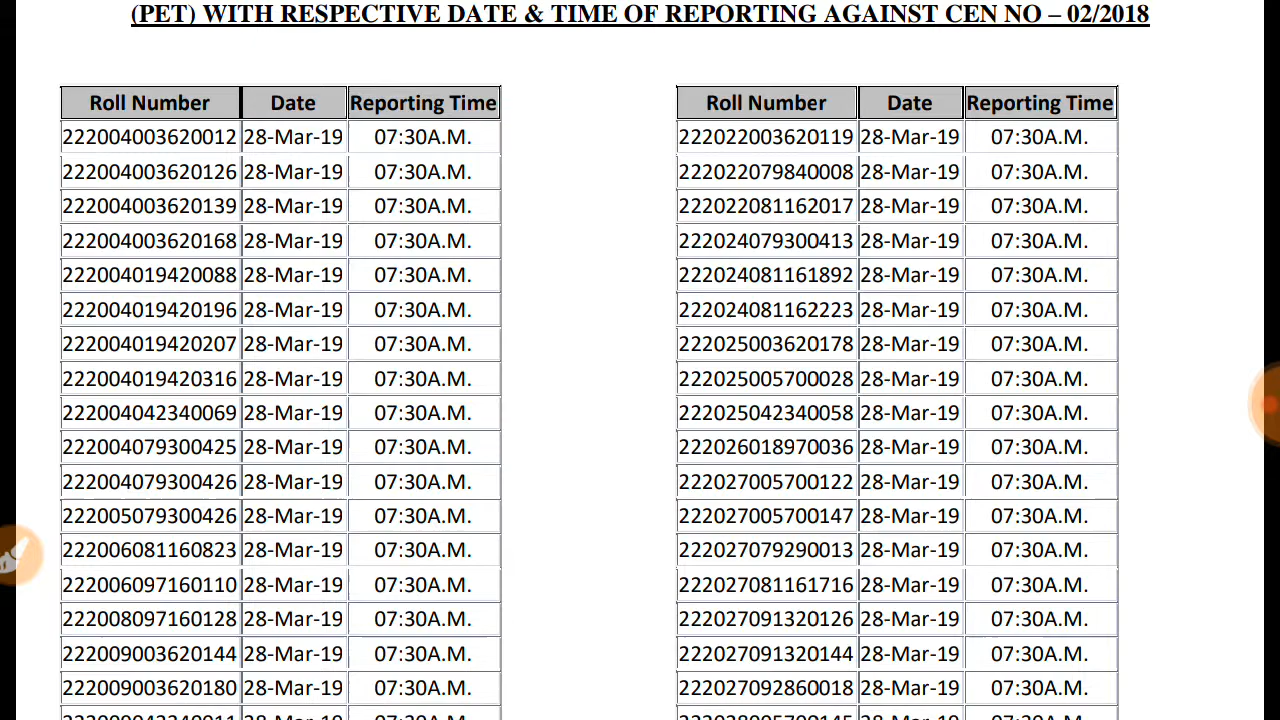 (PET) WITH RESPECTIVE DATE & TIME OF REPORTING AGAINST CEN NO – 02/2018
Roll Number Date Reporting Time
222004003620012 28-Mar-19 07:30A.M.
222004003620126 28-Mar-19 07:30A.M.
222004003620139 28-Mar-19 07:30A.M.
222004003620168 28-Mar-19 07:30A.M.
222004019420088 28-Mar-19 07:30A.M.
222004019420196 28-Mar-19 07:30A.M.
222004019420207 28-Mar-19 07:30A.M.
222004019420316 28-Mar-19 07:30A.M.
222004042340069 28-Mar-19 07:30A.M.
222004079300425 28-Mar-19 07:30A.M.
222004079300426 28-Mar-19 07:30A.M.
222005079300426 28-Mar-19 07:30A.M.
222006081160823 28-Mar-19 07:30A.M.
222006097160110 28-Mar-19 07:30A.M.
222008097160128 28-Mar-19 07:30A.M.
222009003620144 28-Mar-19 07:30A.M.
222009003620180 28-Mar-19 07:30A.M.
Roll Number Date Reporting Time
222022003620119 28-Mar-19 07:30A.M.
222022079840008 28-Mar-19 07:30A.M.
222022081162017 28-Mar-19 07:30A.M.
222024079300413 28-Mar-19 07:30A.M.
222024081161892 28-Mar-19 07:30A.M.
222024081162223 28-Mar-19 07:30A.M.
222025003620178 28-Mar-19 07:30A.M.
222025005700028 28-Mar-19 07:30A.M.
222025042340058 28-Mar-19 07:30A.M.
222026018970036 28-Mar-19 07:30A.M.
222027005700122 28-Mar-19 07:30A.M.
222027005700147 28-Mar-19 07:30A.M.
222027079290013 28-Mar-19 07:30A.M.
222027081161716 28-Mar-19 07:30A.M.
222027091320126 28-Mar-19 07:30A.M.
222027091320144 28-Mar-19 07:30A.M.
222027092860018 28-Mar-19 07:30A.M.